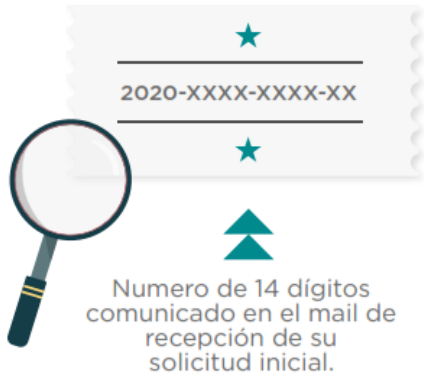 2020-XXXX-XXXX-XX
Numero de 14 dígitos
comunicado en el mail de
recepción de su
solicitud inicial.